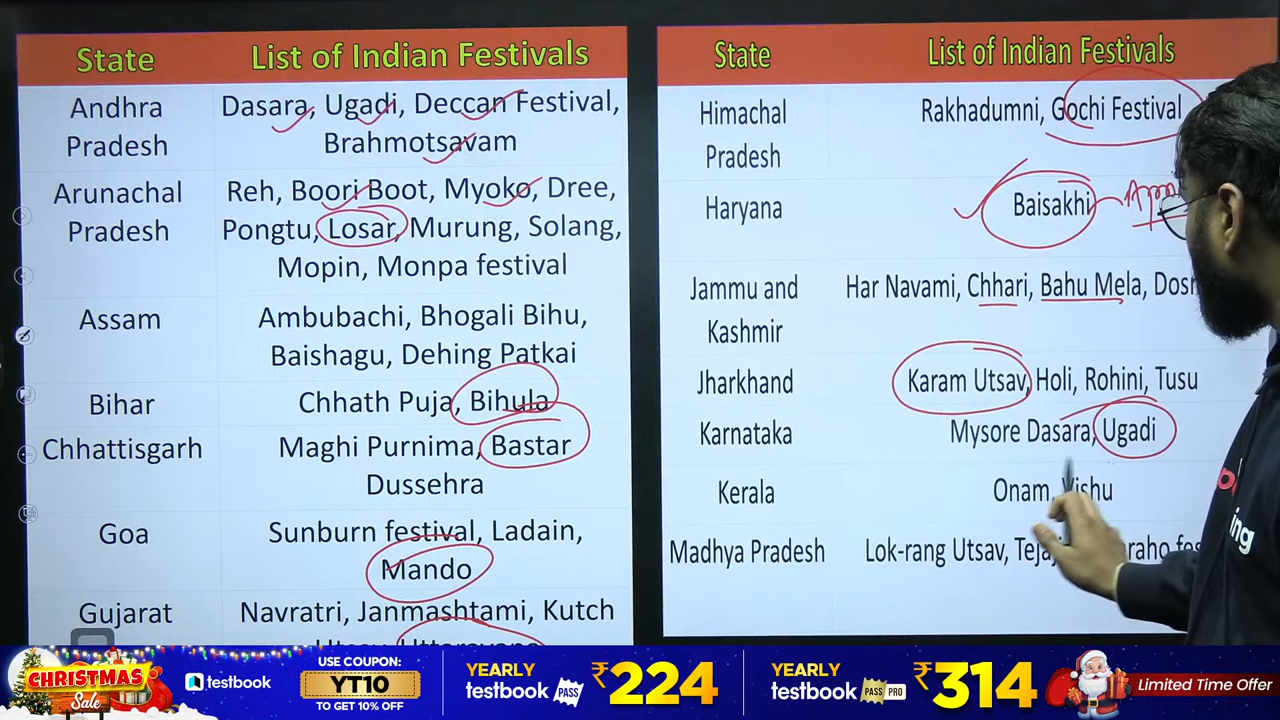 State List of Indian Festivals
Andhra Pradesh
Dasara, Ugadi, Deccan Festival,
Brahmotsavam
Arunachal Pradesh
Reh, Boori Boot, Myoko, Dree,
Pongtu, Losar, Murung, Solang,
Mopin, Monpa festival
Assam
Ambubachi, Bhogali Bihu,
Baishagu, Dehing Patkai
Bihar
Chhath Puja, Bihula
Chhattisgarh
Maghi Purnima, Bastar
Dussehra
Goa
Sunburn festival, Ladain,
Mando
Gujarat
Navratri, Janmashtami, Kutch
State List of Indian Festivals
Himachal Pradesh
Rakhadumni, Gochi Festival
Haryana
Baisakhi
Jammu and Kashmir
Har Navami, Chhari, Bahu Mela,
Jharkhand
Karam Utsav, Holi, Rohini, Tusu
Karnataka
Mysore Dasara, Ugadi
Kerala
Onam, Vishu
Madhya Pradesh
Lok-rang Utsav,
ing
CHRISTMAS
Sale
testbook
USE COUPON:
YT10
TO GET 10% OFF
YEARLY
testbook PASS
₹224
YEARLY
testbook PASS PRO
₹314
Limited Time Offer